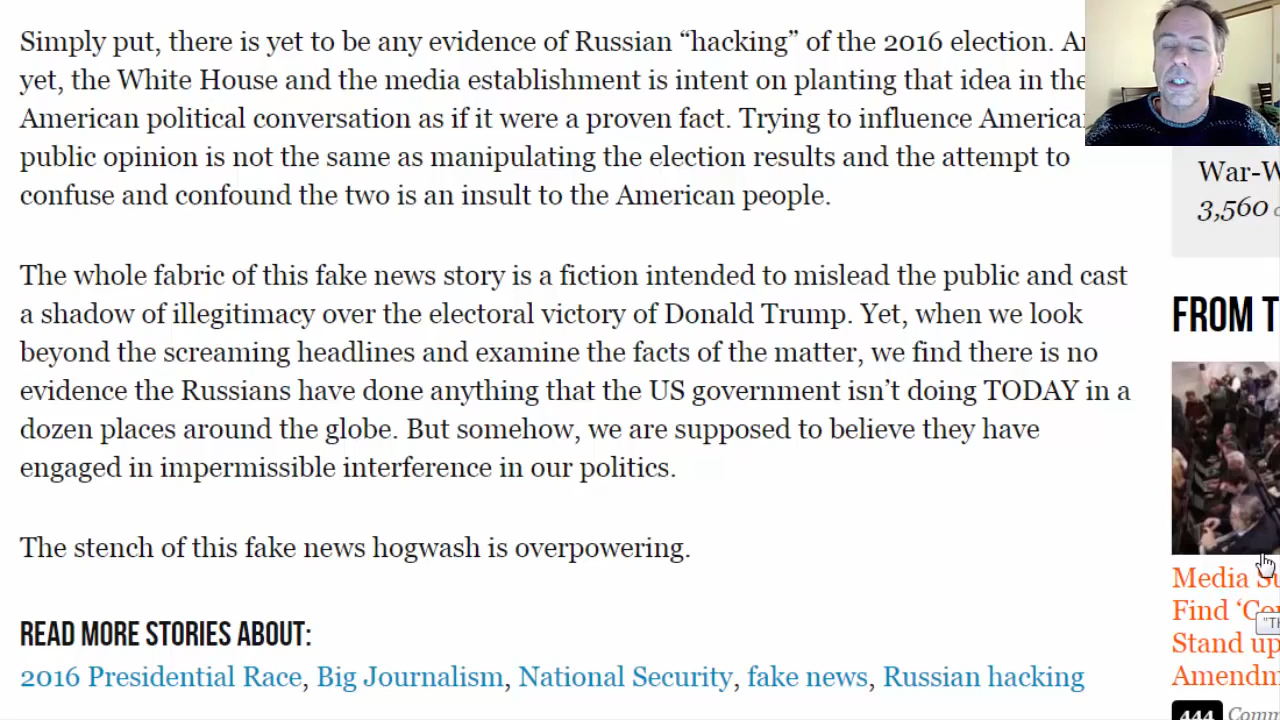 Simply put, there is yet to be any evidence of Russian “hacking” of the 2016 election.
yet, the White House and the media establishment is intent on planting that idea in the
American political conversation as if it were a proven fact. Trying to influence
public opinion is not the same as manipulating the election results and the attempt to
confuse and confound the two is an insult to the American people.
The whole fabric of this fake news story is a fiction intended to mislead the public and cast
a shadow of illegitimacy over the electoral victory of Donald Trump. Yet, when we look
beyond the screaming headlines and examine the facts of the matter, we find there is no
evidence the Russians have done anything that the US government isn’t doing TODAY in a
dozen places around the globe. But somehow, we are supposed to believe they have
engaged in impermissible interference in our politics.
The stench of this fake news hogwash is overpowering.
READ MORE STORIES ABOUT:
2016 Presidential Race, Big Journalism, National Security, fake news, Russian hacking
War-W
3,560
FROM T
Media
Find
Stand up
Amendm
444 Comm